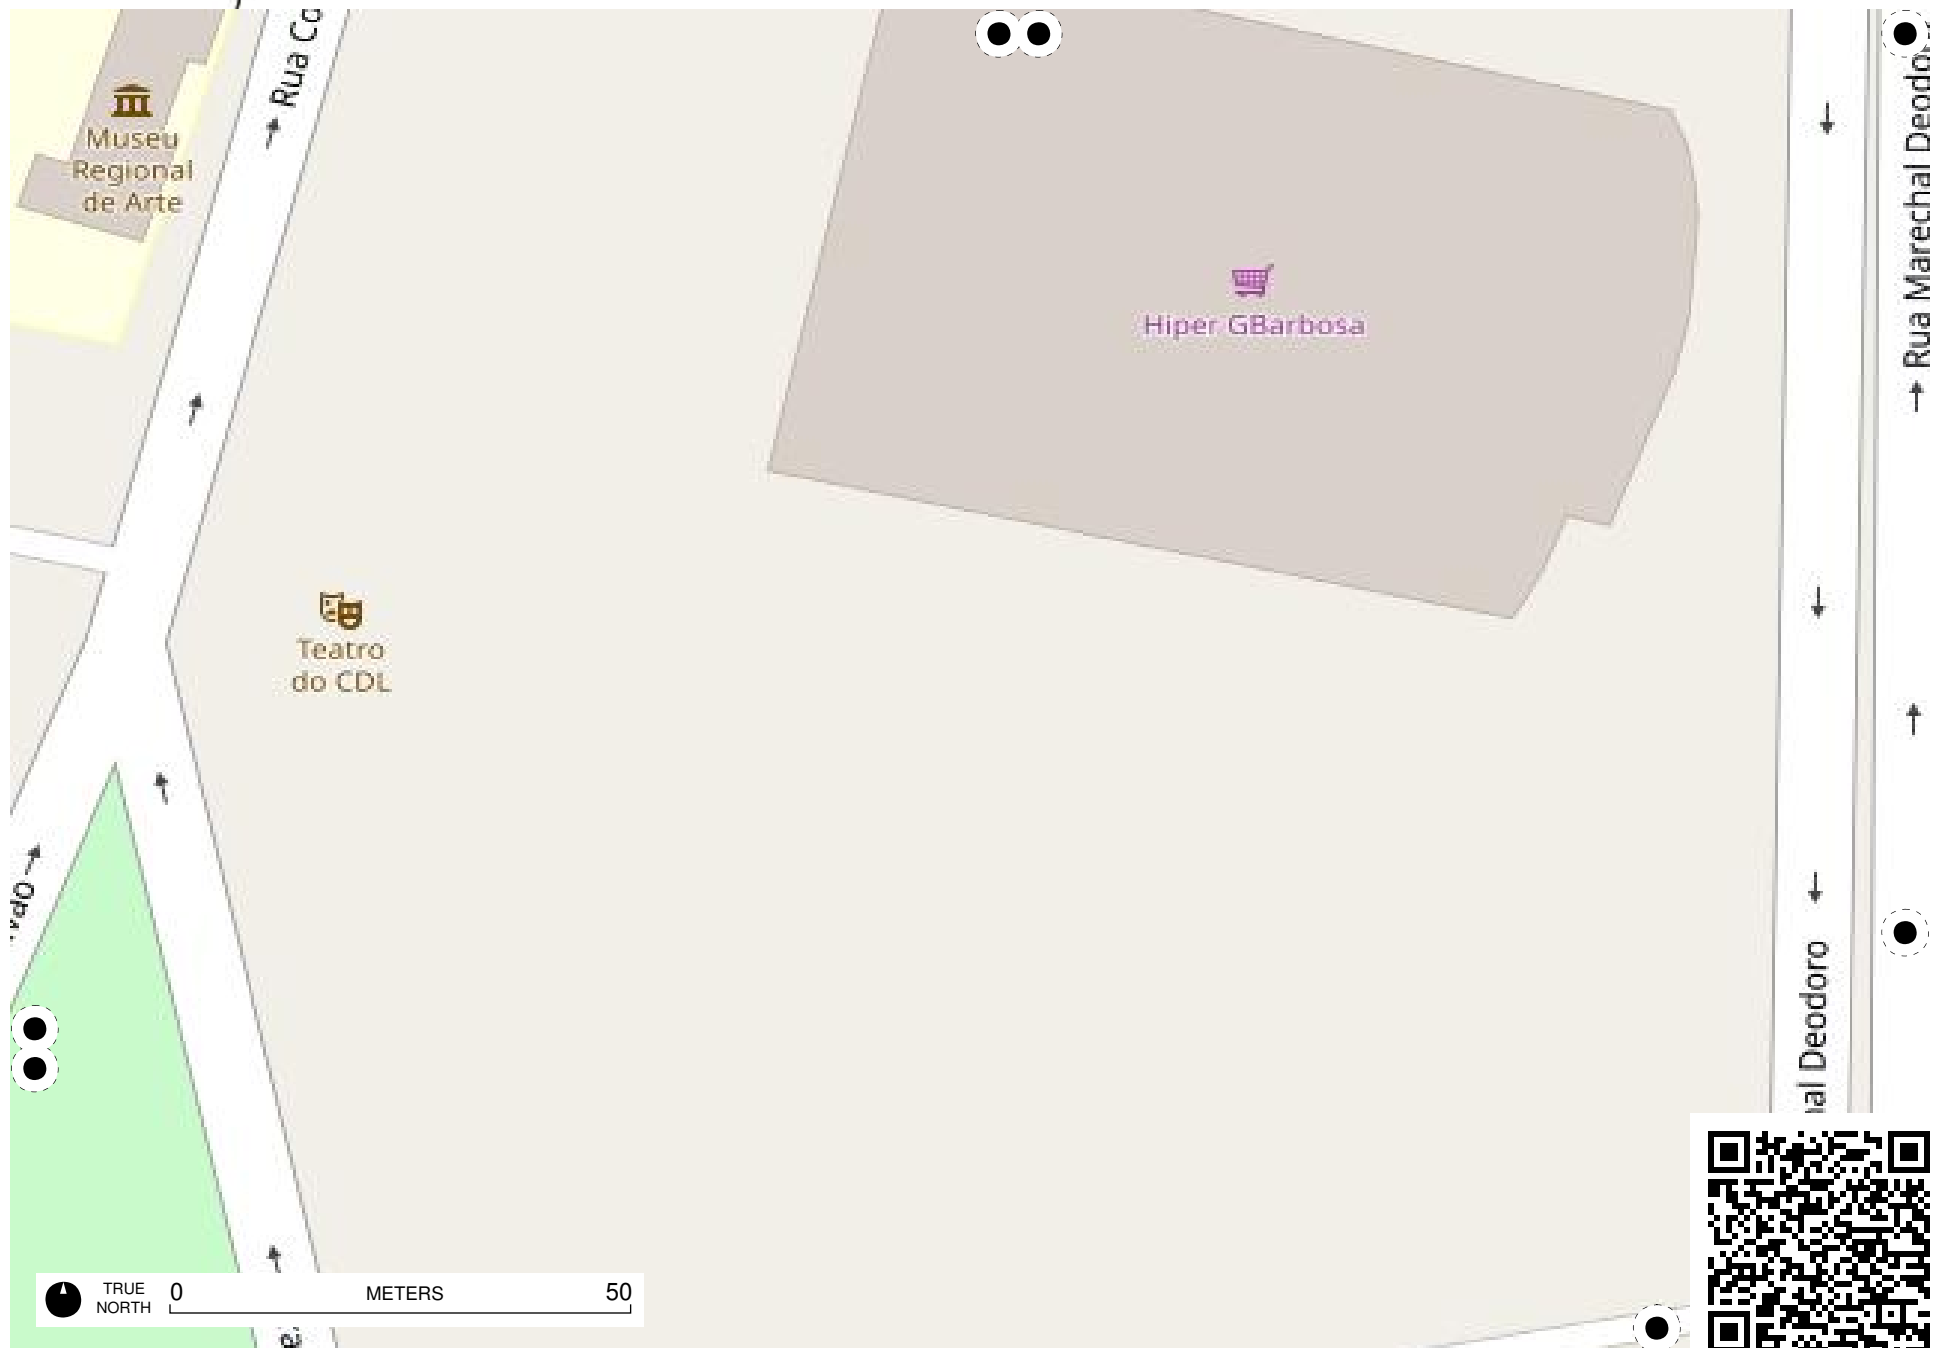 Rua Co
Museu
Regional
de Arte
Hiper GBarbosa
Rua Marechal Deodoro
Teatro
do CDL
al Deodoro
TRUE
NORTH
0
METERS
50